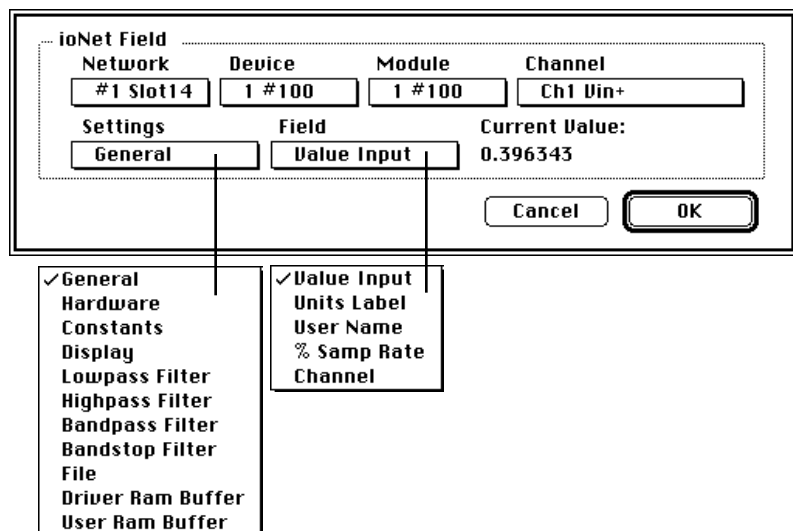 ioNet Field
Network Device Module Channel
#1 Slot14 1 #100 1 #100 Ch1 Vin+
Settings Field Current Value:
General Value Input 0.396343
Cancel OK
✓General
Hardware
Constants
Display
Lowpass Filter
Highpass Filter
Bandpass Filter
Bandstop Filter
File
Driver Ram Buffer
User Ram Buffer
✓Value Input
Units Label
User Name
% Samp Rate
Channel